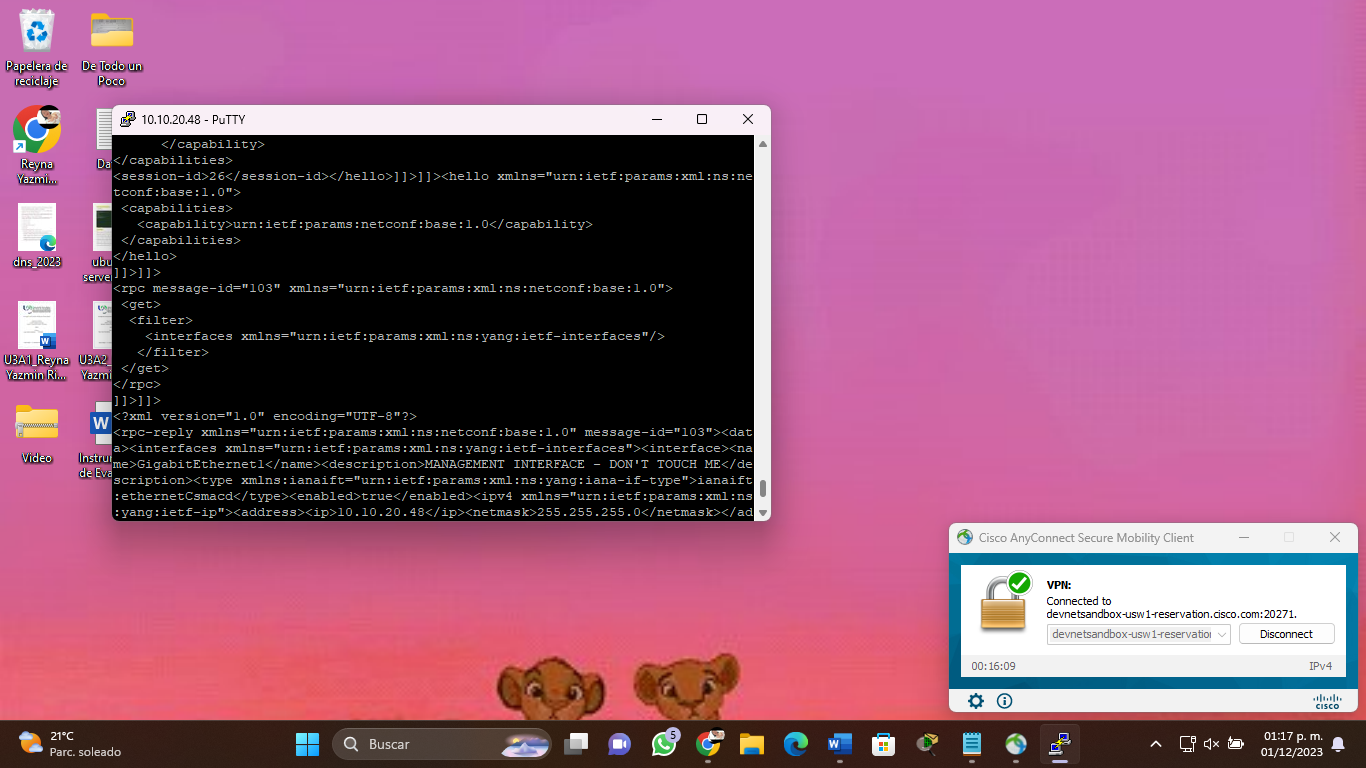 Papelera de
reciclaje
De Todo un
Poco
Reyna
Yazmi...
Da
dns_2023
ubu
serve
U3A1_Reyna
Yazmin Ri...
U3A2_
Yazmi
Video
Instrum
de Eva
10.10.20.48 - PuTTY
      </capability>
</capabilities>
<session-id>26</session-id></hello>]]>]]><hello xmlns="urn:ietf:params:xml:ns:ne
tconf:base:1.0">
 <capabilities>
   <capability>urn:ietf:params:netconf:base:1.0</capability>
 </capabilities>
</hello>
]]>]]>
<rpc message-id="103" xmlns="urn:ietf:params:xml:ns:netconf:base:1.0">
 <get>
  <filter>
    <interfaces xmlns="urn:ietf:params:xml:ns:yang:ietf-interfaces"/>
   </filter>
 </get>
</rpc>
]]>]]>
<?xml version="1.0" encoding="UTF-8"?>
<rpc-reply xmlns="urn:ietf:params:xml:ns:netconf:base:1.0" message-id="103"><dat
a><interfaces xmlns="urn:ietf:params:xml:ns:yang:ietf-interfaces"><interface><na
me>GigabitEthernet1</name><description>MANAGEMENT INTERFACE - DON'T TOUCH ME</de
scription><type xmlns:ianaift="urn:ietf:params:xml:ns:yang:iana-if-type">ianaift
:ethernetCsmacd</type><enabled>true</enabled><ipv4 xmlns="urn:ietf:params:xml:ns
:yang:ietf-ip"><address><ip>10.10.20.48</ip><netmask>255.255.255.0</netmask></ad
Cisco AnyConnect Secure Mobility Client
VPN:
Connected to
devnetsandbox-usw1-reservation.cisco.com:20271.
devnetsandbox-usw1-reservation
Disconnect
00:16:09
IPv4
cisco
21°C
Parc. soleado
Buscar
5
01:17 p. m.
01/12/2023